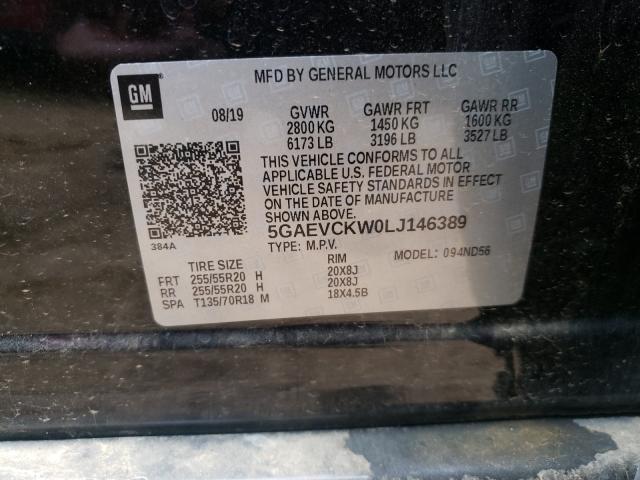 MFD BY GENERAL MOTORS LLC
GM
08/19 GVWR GAWR FRT GAWR RR
2800 KG 1450 KG 1600 KG
6173 LB 3196 LB 3527 LB
THIS VEHICLE CONFORMS TO ALL
APPLICABLE U.S. FEDERAL MOTOR
VEHICLE SAFETY STANDARDS IN EFFECT
ON THE DATE OF MANUFACTURE
SHOWN ABOVE.
5GAEVCKW0LJ146389
384A
TYPE: M.P.V. MODEL: 094ND56
TIRE SIZE RIM
FRT 255/55R20 H 20X8J
RR 255/55R20 H 20X8J
SPA T135/70R18 M 18X4.5B